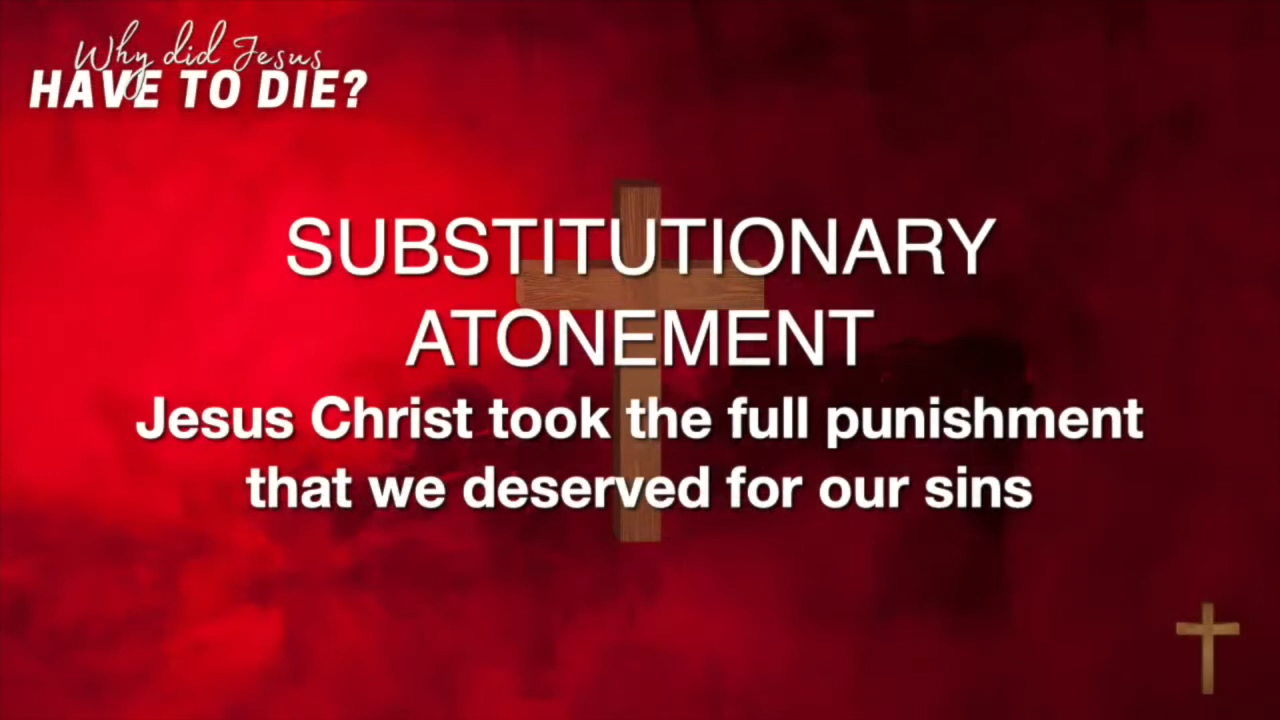 Why did Jesus
HAVE TO DIE?
SUBSTITUTIONARY
ATONEMENT
Jesus Christ took the full punishment
that we deserved for our sins